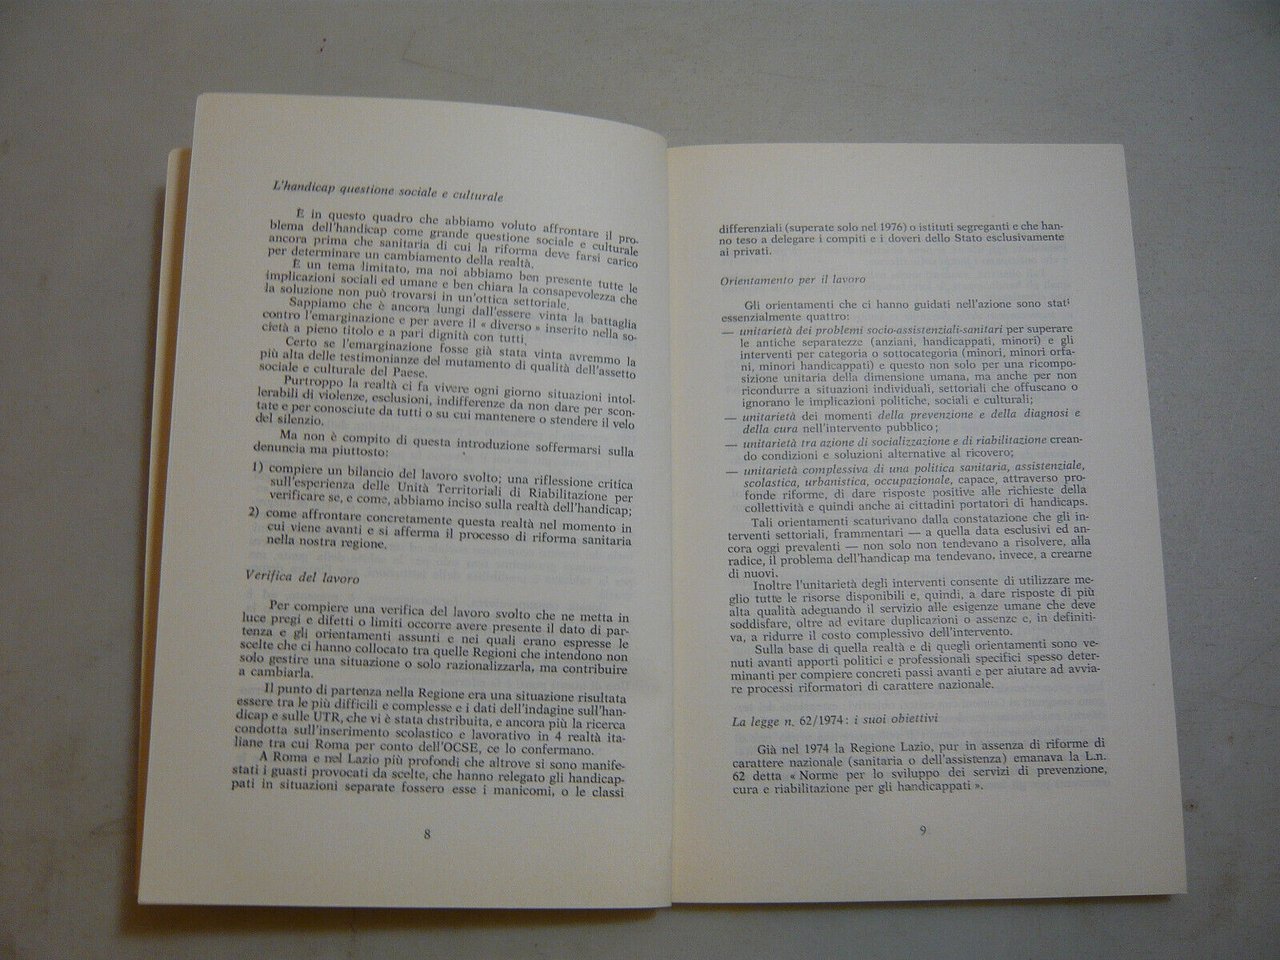 L'handicap questione sociale e culturale
È in questo quadro che abbiamo voluto affrontare il pro-
blema dell'handicap come grande questione sociale e culturale
ancora prima che sanitaria di cui la riforma deve farsi carico
per determinare un cambiamento della realtà.
È un tema limitato, ma noi abbiamo ben presente tutte le
implicazioni sociali ed umane e ben chiara la consapevolezza che
la soluzione non può trovarsi in un'ottica settoriale.
Sappiamo che è ancora lungi dall'essere vinta la battaglia
contro l'emarginazione e per avere il « diverso » inserito nella so-
cietà a pieno titolo e a pari dignità con tutti.
Certo se l'emarginazione fosse già stata vinta avremmo la
più alta delle testimonianze del mutamento di qualità dell'assetto
sociale e culturale del Paese.
Purtroppo la realtà ci fa vivere ogni giorno situazioni intol-
lerabili di violenze, esclusioni, indifferenze da non dare per scon-
tate e per conosciute da tutti o su cui mantenere o stendere il velo
del silenzio.
Ma non è compito di questa introduzione soffermarsi sulla
denuncia ma piuttosto:
1) compiere un bilancio del lavoro svolto; una riflessione critica
sull'esperienza delle Unità Territoriali di Riabilitazione per
verificare se, e come, abbiamo inciso sulla realtà dell'handicap;
2) come affrontare concretamente questa realtà nel momento in
cui viene avanti e si afferma il processo di riforma sanitaria
nella nostra regione.
Verifica del lavoro
Per compiere una verifica del lavoro svolto che ne metta in
luce pregi e difetti o limiti occorre avere presente il dato di par-
tenza e gli orientamenti assunti e nei quali erano espresse le
scelte che ci hanno collocato tra quelle Regioni che intendono non
solo gestire una situazione o solo razionalizzarla, ma contribuire
a cambiarla.
Il punto di partenza nella Regione era una situazione risultata
essere tra le più difficili e complesse e i dati dell'indagine sull'han-
dicap e sulle UTR, che vi è stata distribuita, e ancora più la ricerca
condotta sull'inserimento scolastico e lavorativo in 4 realtà ita-
liane tra cui Roma per conto dell'OCSE, ce lo confermano.
A Roma e nel Lazio più profondi che altrove si sono manife-
stati i guasti provocati da scelte, che hanno relegato gli handicap-
pati in situazioni separate fossero esse i manicomi, o le classi
8
differenziali (superate solo nel 1976) o istituti segreganti e che han-
no teso a delegare i compiti e i doveri dello Stato esclusivamente
ai privati.
Orientamento per il lavoro
Gli orientamenti che ci hanno guidati nell'azione sono stati
essenzialmente quattro:
— unitarietà dei problemi socio-assistenziali-sanitari per superare
le antiche separatezze (anziani, handicappati, minori) e gli
interventi per categoria o sottocategoria (minori, minori orfa-
ni, minori handicappati) e questo non solo per una ricompo-
sizione unitaria della dimensione umana, ma anche per non
ricondurre a situazioni individuali, settoriali che offuscano o
ignorano le implicazioni politiche, sociali e culturali;
— unitarietà dei momenti della prevenzione e della diagnosi e
della cura nell'intervento pubblico;
— unitarietà tra azione di socializzazione e di riabilitazione crean-
do condizioni e soluzioni alternative al ricovero;
— unitarietà complessiva di una politica sanitaria, assistenziale,
scolastica, urbanistica, occupazionale, capace, attraverso pro-
fonde riforme, di dare risposte positive alle richieste della
collettività e quindi anche ai cittadini portatori di handicaps.
Tali orientamenti scaturivano dalla constatazione che gli in-
terventi settoriali, frammentari — a quella data esclusivi ed an-
cora oggi prevalenti — non solo non tendevano a risolvere, alla
radice, il problema dell'handicap ma tendevano, invece, a crearne
di nuovi.
Inoltre l'unitarietà degli interventi consente di utilizzare me-
glio tutte le risorse disponibili e, quindi, a dare risposte di più
alta qualità adeguando il servizio alle esigenze umane che deve
soddisfare, oltre ad evitare duplicazioni o assenze e, in definiti-
va, a ridurre il costo complessivo dell'intervento.
Sulla base di quella realtà e di quegli orientamenti sono ve-
nuti avanti apporti politici e professionali specifici spesso deter-
minanti per compiere concreti passi avanti e per aiutare ad avvia-
re processi riformatori di carattere nazionale.
La legge n. 62/1974: i suoi obiettivi
Già nel 1974 la Regione Lazio, pur in assenza di riforme di
carattere nazionale (sanitaria o dell'assistenza) emanava la L.n.
62 detta « Norme per lo sviluppo dei servizi di prevenzione,
cura e riabilitazione per gli handicappati ».
9